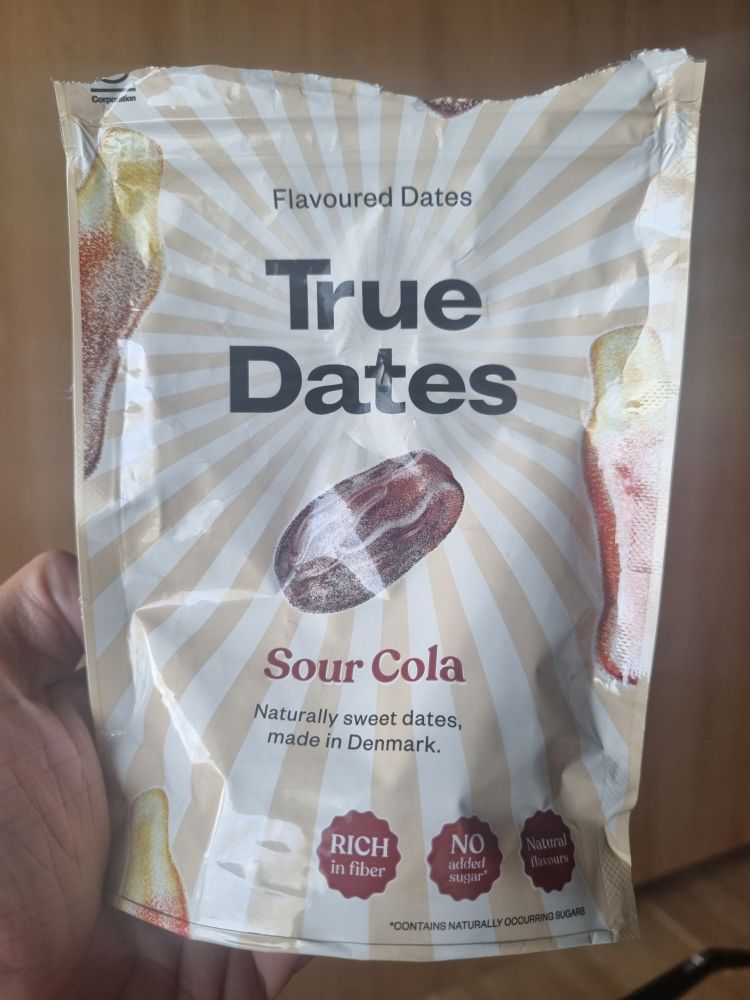 Corporation
Flavoured Dates
True
Dates
Sour Cola
Naturally sweet dates,
made in Denmark.
RICH
in fiber
NO
added
sugar*
Natural
flavours
*CONTAINS NATURALLY OCCURRING SUGARS